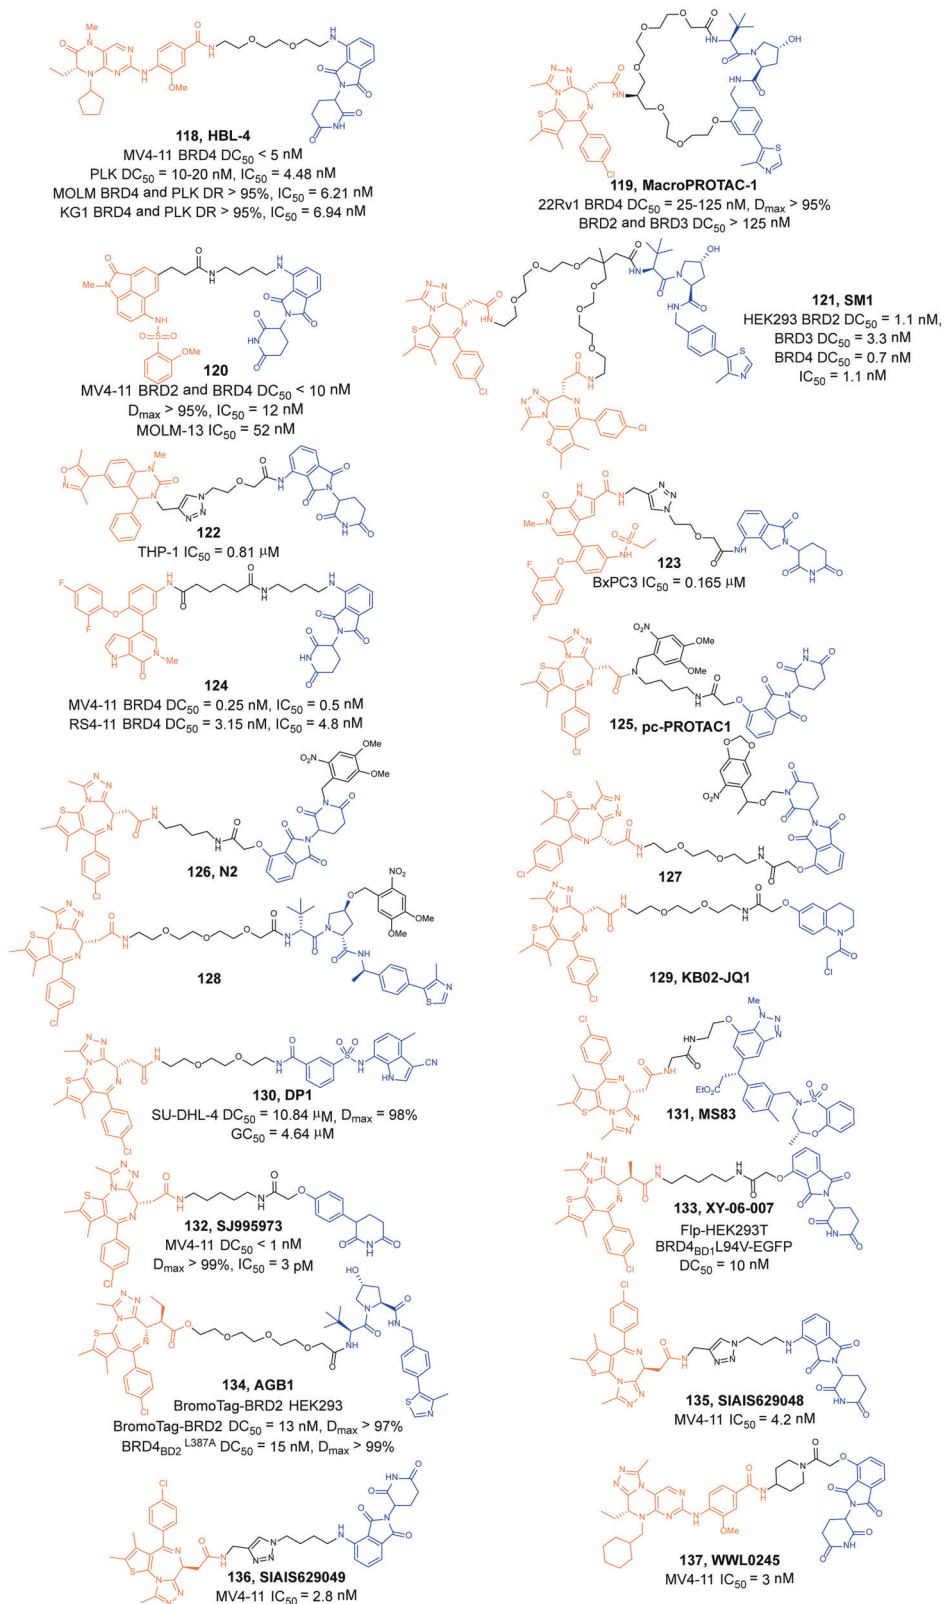 118, HBL-4
MV4-11 BRD4 DC50 < 5 nM
PLK DC50 = 10-20 nM, IC50 = 4.48 nM
MOLM BRD4 and PLK DR > 95%, IC50 = 6.21 nM
KG1 BRD4 and PLK DR > 95%, IC50 = 6.94 nM
119, MacroPROTAC-1
22Rv1 BRD4 DC50 = 25-125 nM, Dmax > 95%
BRD2 and BRD3 DC50 > 125 nM
120
MV4-11 BRD2 and BRD4 DC50 < 10 nM
Dmax > 95%, IC50 = 12 nM
MOLM-13 IC50 = 52 nM
121, SM1
HEK293 BRD2 DC50 = 1.1 nM,
BRD3 DC50 = 3.3 nM
BRD4 DC50 = 0.7 nM
IC50 = 1.1 nM
122
THP-1 IC50 = 0.81 μM
123
BxPC3 IC50 = 0.165 μM
124
MV4-11 BRD4 DC50 = 0.25 nM, IC50 = 0.5 nM
RS4-11 BRD4 DC50 = 3.15 nM, IC50 = 4.8 nM
125, pc-PROTAC1
126, N2
127
128
129, KB02-JQ1
130, DP1
SU-DHL-4 DC50 = 10.84 μM, Dmax = 98%
GC50 = 4.64 μM
131, MS83
132, SJ995973
MV4-11 DC50 < 1 nM
Dmax > 99%, IC50 = 3 pM
133, XY-06-007
Flp-HEK293T
BRD4BD1L94V-EGFP
DC50 = 10 nM
134, AGB1
BromoTag-BRD2 HEK293
BromoTag-BRD2 DC50 = 13 nM, Dmax > 97%
BRD4BD2 L387A DC50 = 15 nM, Dmax > 99%
135, SIAIS629048
MV4-11 IC50 = 4.2 nM
136, SIAIS629049
MV4-11 IC50 = 2.8 nM
137, WWL0245
MV4-11 IC50 = 3 nM